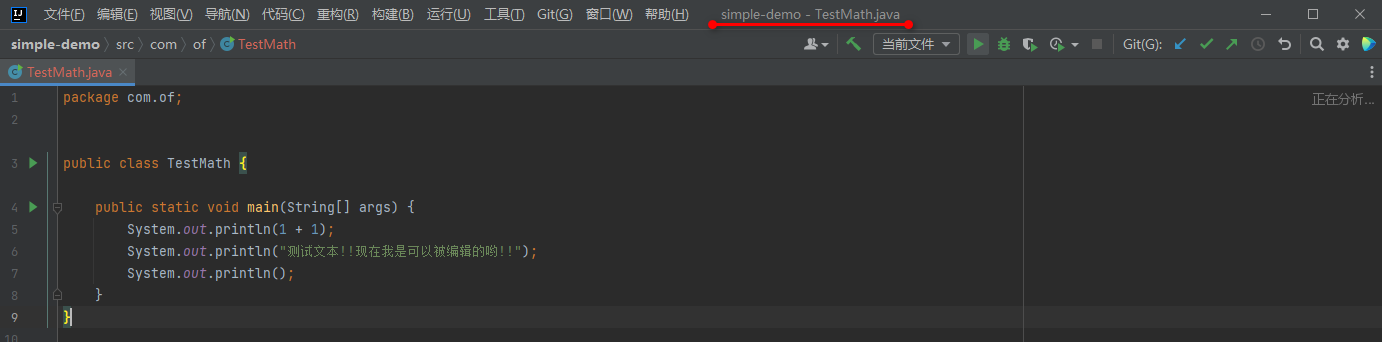 文件(F) 编辑(E) 视图(V) 导航(N) 代码(C) 重构(R) 构建(B) 运行(U) 工具(T) Git(G) 窗口(W) 帮助(H) simple-demo - TestMath.java
simple-demo src com of TestMath 当前文件 Git(G):
TestMath.java
1 package com.of;
正在分析...
2
3 public class TestMath {
4 public static void main(String[] args) {
5 System.out.println(1 + 1);
6 System.out.println("测试文本!!现在我是可以被编辑的哟!!");
7 System.out.println();
8 }
9 }
10